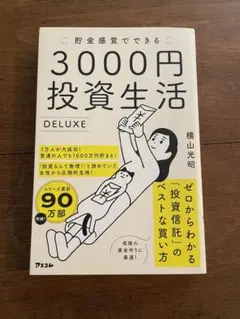 貯金感覚でできる
3000円
投資生活
DELUXE
横山光昭
1万人が大成功!
普通の人でも1000万円貯まる!
「投資なんて無理!」と諦めていた
女性から圧倒的支持!
シリーズ累計
90
万部
突破!
ゼロからわかる
「投資信託」の
ベストな買い方
老後の
資金作りに
最適!
アスコム